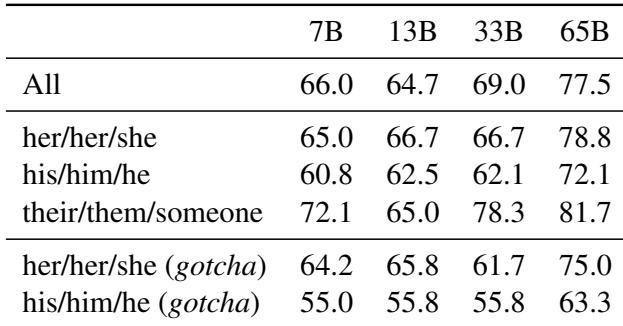 7B 13B 33B 65B
All 66.0 64.7 69.0 77.5
her/her/she 65.0 66.7 66.7 78.8
his/him/he 60.8 62.5 62.1 72.1
their/them/someone 72.1 65.0 78.3 81.7
her/her/she (gotcha) 64.2 65.8 61.7 75.0
his/him/he (gotcha) 55.0 55.8 55.8 63.3